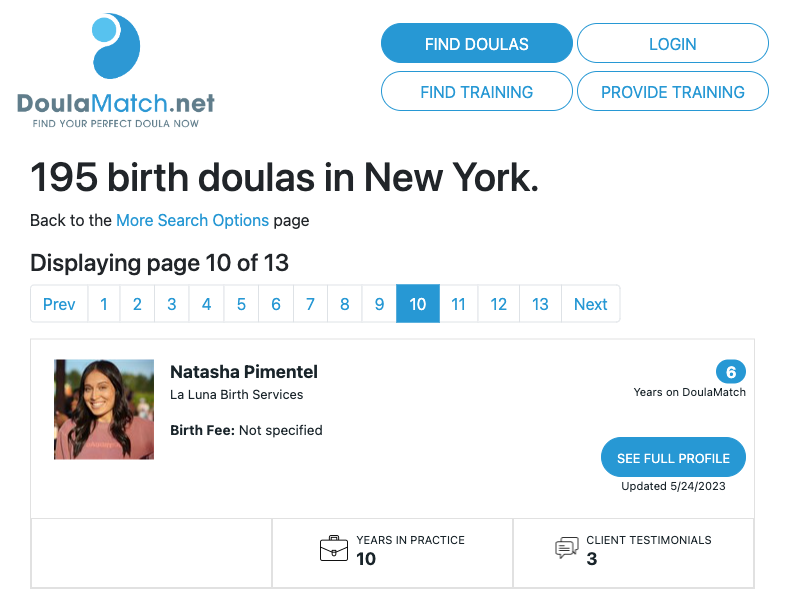 DoulaMatch.net
FIND YOUR PERFECT DOULA NOW
FIND DOULAS
LOGIN
FIND TRAINING
PROVIDE TRAINING
195 birth doulas in New York.
Back to the More Search Options page
Displaying page 10 of 13
Prev 1 2 3 4 5 6 7 8 9 10 11 12 13 Next
Natasha Pimentel
La Luna Birth Services
Birth Fee: Not specified
6
Years on DoulaMatch
SEE FULL PROFILE
Updated 5/24/2023
YEARS IN PRACTICE
10
CLIENT TESTIMONIALS
3